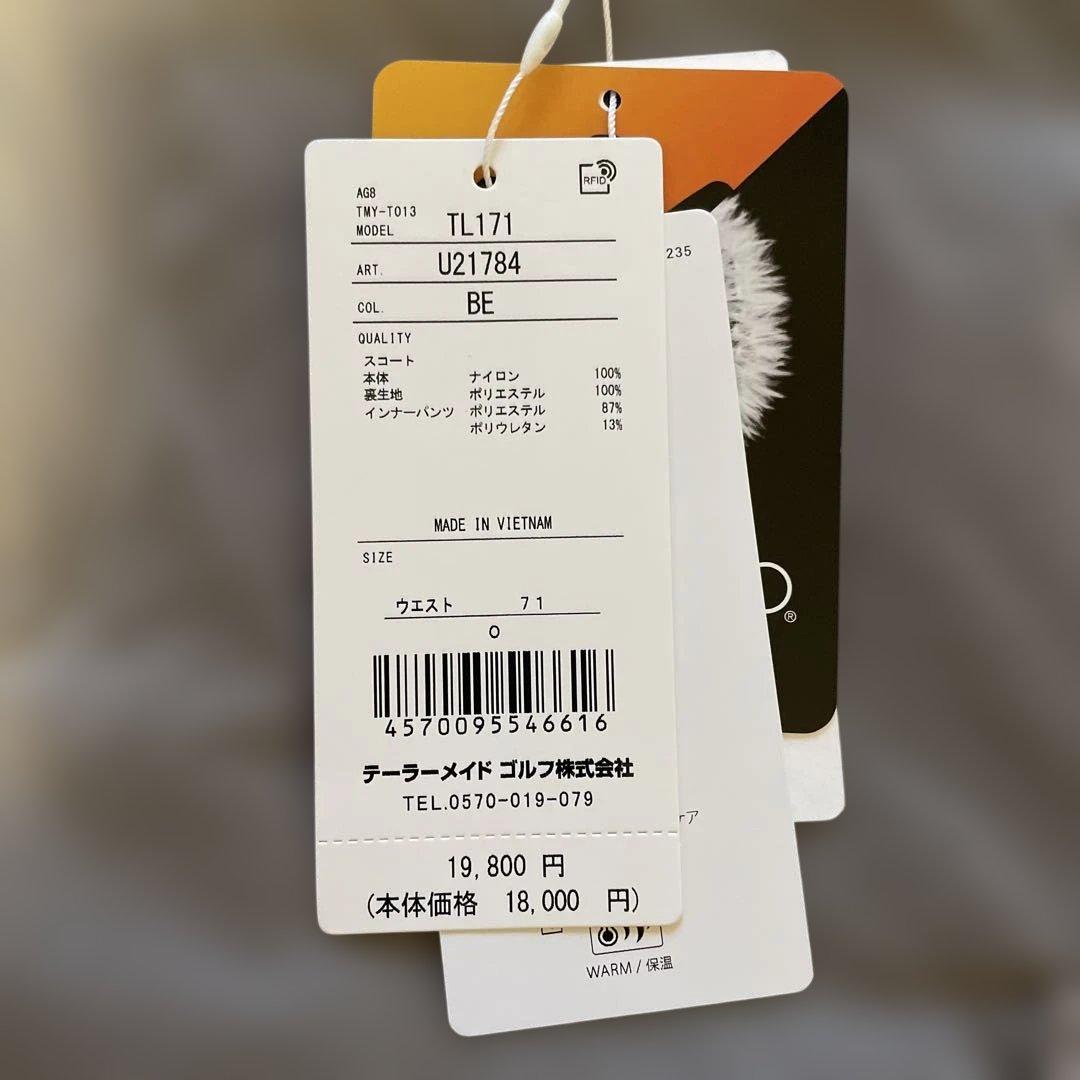 RFID
AG8
TMY-T013
MODEL TL171
ART. U21784
COL. BE
QUALITY
スコート
本体 ナイロン 100%
裏生地 ポリエステル 100%
インナーパンツ ポリエステル 87%
ポリウレタン 13%
MADE IN VIETNAM
SIZE
ウエスト 71
O
4570095546616
テーラーメイド ゴルフ株式会社
TEL.0570-019-079
19,800 円
(本体価格 18,000 円)
235
ケア
WARM / 保温
®